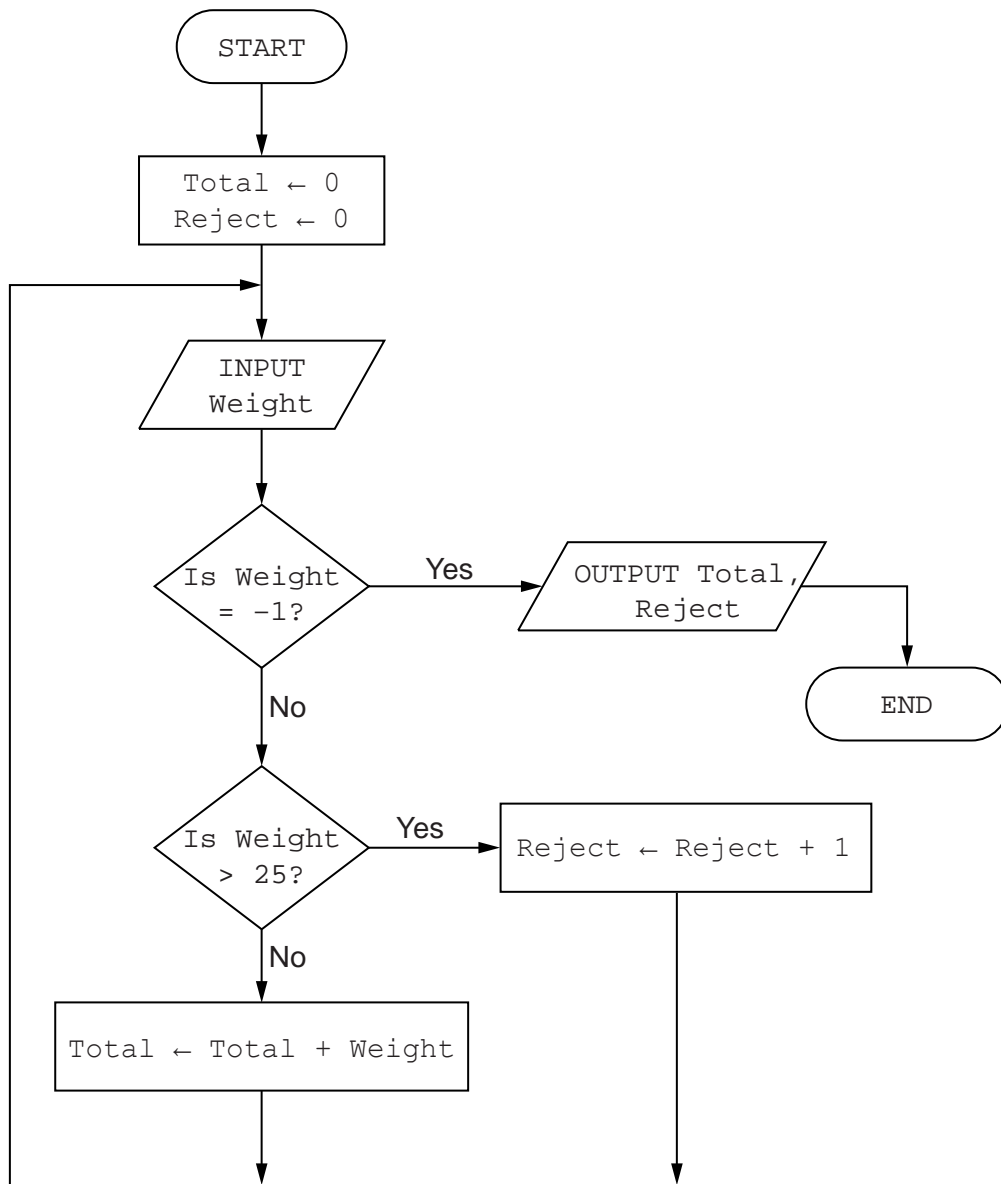 START
Total ← 0
Reject ← 0
INPUT
Weight
Is Weight
= –1?
Yes
OUTPUT Total,
Reject
END
No
Is Weight
> 25?
Yes
Reject ← Reject + 1
No
Total ← Total + Weight